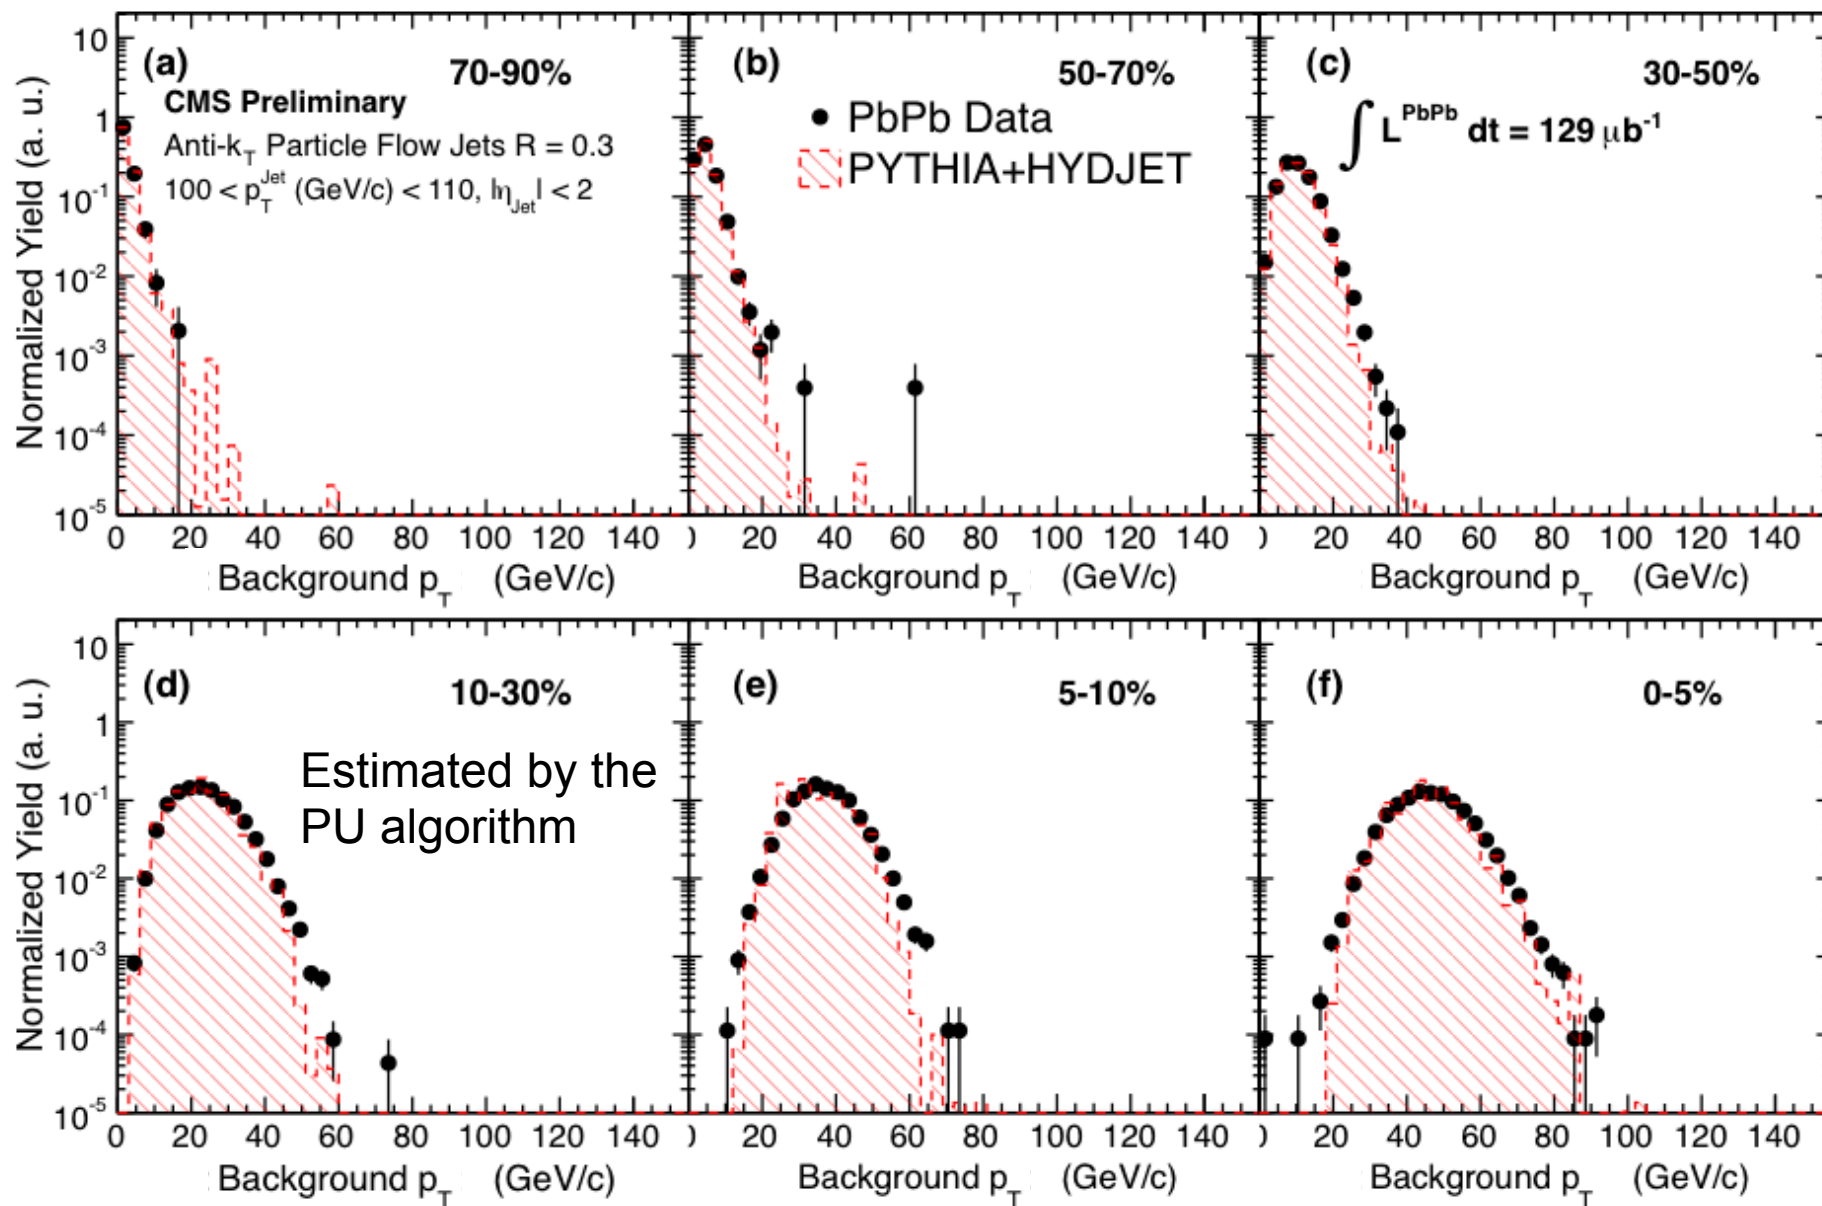 (a) 70-90%
CMS Preliminary
Anti-k_T Particle Flow Jets R = 0.3
100 < p_T^Jet (GeV/c) < 110, |η_Jet| < 2
(b) 50-70%
PbPb Data
PYTHIA+HYDJET
(c) 30-50%
∫ L^PbPb dt = 129 μb^-1
Normalized Yield (a. u.)
10
1
10^-1
10^-2
10^-3
10^-4
10^-5
0 20 40 60 80 100 120 140
) 20 40 60 80 100 120 140
) 20 40 60 80 100 120 140
Background p_T (GeV/c)
Background p_T (GeV/c)
Background p_T (GeV/c)
(d) 10-30%
Estimated by the
PU algorithm
(e) 5-10%
(f) 0-5%
Normalized Yield (a. u.)
10
1
10^-1
10^-2
10^-3
10^-4
10^-5
0 20 40 60 80 100 120 140
) 20 40 60 80 100 120 140
) 20 40 60 80 100 120 140
Background p_T (GeV/c)
Background p_T (GeV/c)
Background p_T (GeV/c)